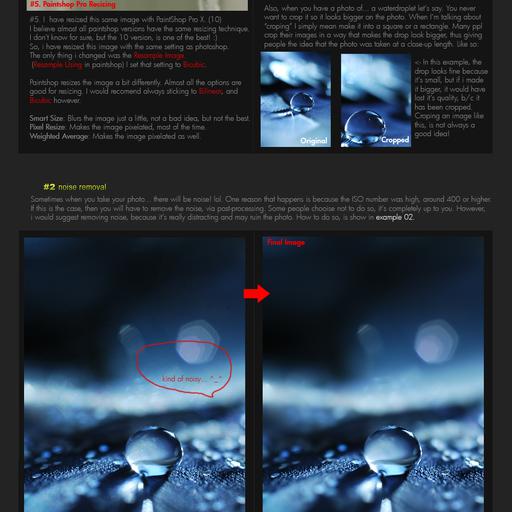 #5. Paintshop Pro Resizing
#5. I have resized this same image with PaintShop Pro X. (10)
I believe almost all paintshop versions have the same resizing technique.
I don't know for sure, but the 10 version, is one of the best! :)
So, i have resized this image with the same setting as photoshop.
The only thing i changed was the Resample Image.
(Resample Using in paintshop) I set that setting to Bicubic.
Paintshop resizes the image a bit differently. Almost all the options are
good for resizing. I would recomend always sticking to Bilinear, and
Bicubic however.
Smart Size: Blurs the image just a little, not a bad idea, but not the best.
Pixel Resize: Makes the image pixelated, most of the time.
Weighted Average: Makes the image pixelated as well.
Also, when you have a photo of... a waterdroplet let's say. You never
want to crop it so it looks bigger on the photo. When I'm talking about
"croping" I simply mean make it into a square or a rectangle. Many ppl
crop their images in a way that makes the drop look bigger, thus giving
people the idea that the photo was taken at a close-up length. Like so:
Original
Cropped
<- In this example, the
drop looks fine because
it's small, but if i made
it bigger, it would have
lost it's quality, b/c it
has been cropped.
Croping an image like
this, is not always a
good idea!
#2 noise removal
Sometimes when you take your photo... there will be noise! lol. One reason that happens is because the ISO number was high, around 400 or higher.
If this is the case, then you will have to remove the noise, via post-processing. Some people choose not to do so, it's completely up to you. However,
i would suggest removing noise, because it's really distracting and may ruin the photo. How to do so, is show in example 02.
kind of noisy... ^_^
Final Image